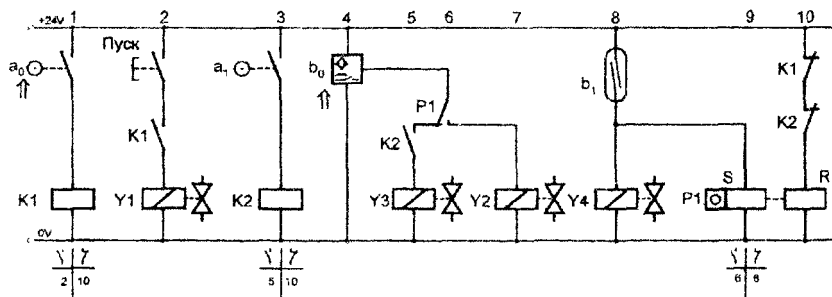 +24V 1 2 3 4 5 6 7 8 9 10
Пуск
a₀ a₁ b₀ b₁ K1
P1
K1 K2 K2
S R
K1 Y1 K2 Y3 Y2 Y4 P1
0V
2 10 5 10 6 8